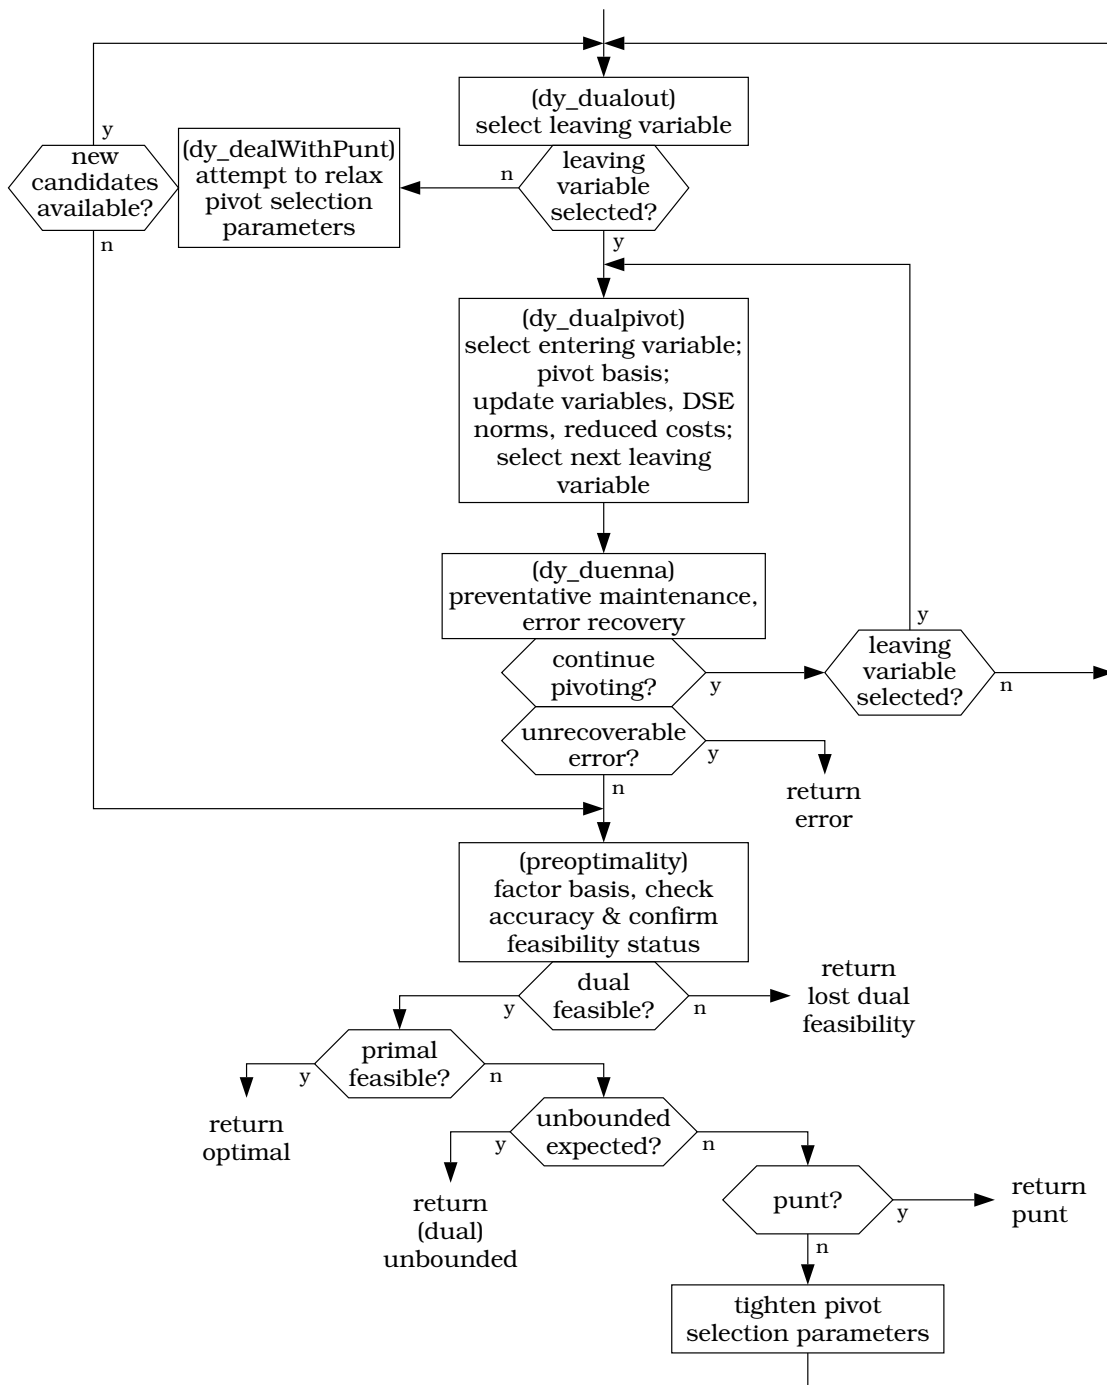 (dy_dualout)
select leaving variable
y
new
candidates
available?
n
(dy_dealWithPunt)
attempt to relax
pivot selection
parameters
n
leaving
variable
selected?
y
(dy_dualpivot)
select entering variable;
pivot basis;
update variables, DSE
norms, reduced costs;
select next leaving
variable
(dy_duenna)
preventative maintenance,
error recovery
continue
pivoting?
y
y
leaving
variable
selected?
n
unrecoverable
error?
y
n
return
error
(preoptimality)
factor basis, check
accuracy & confirm
feasibility status
dual
feasible?
y
n
return
lost dual
feasibility
primal
feasible?
y
n
return
optimal
unbounded
expected?
y
n
return
(dual)
unbounded
punt?
y
return
punt
n
tighten pivot
selection parameters